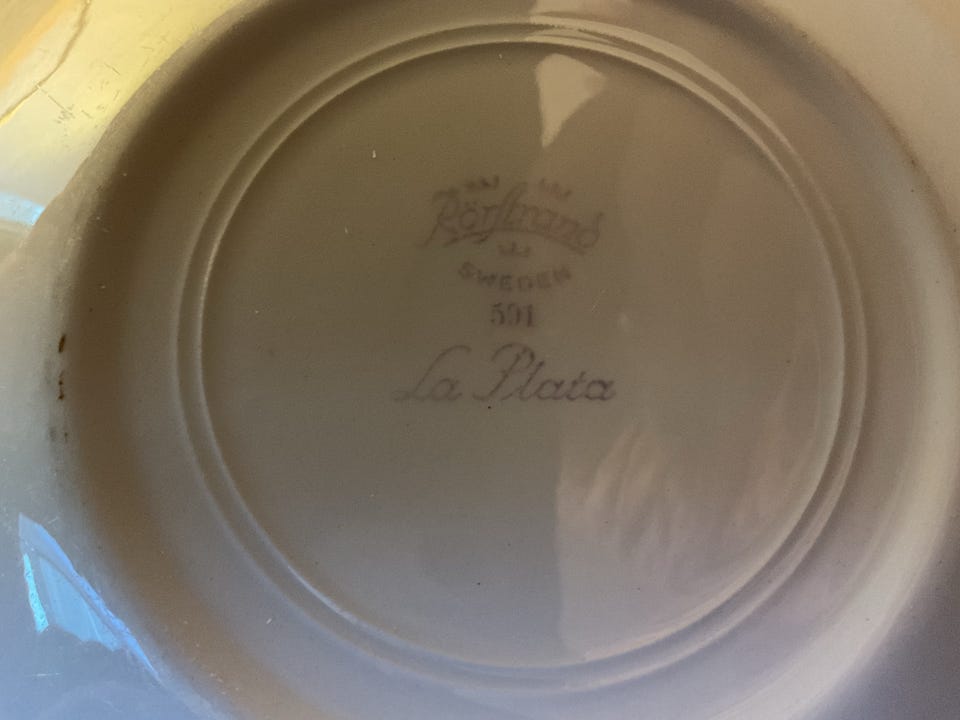 Rörstrand
SWEDEN
591
La Plata